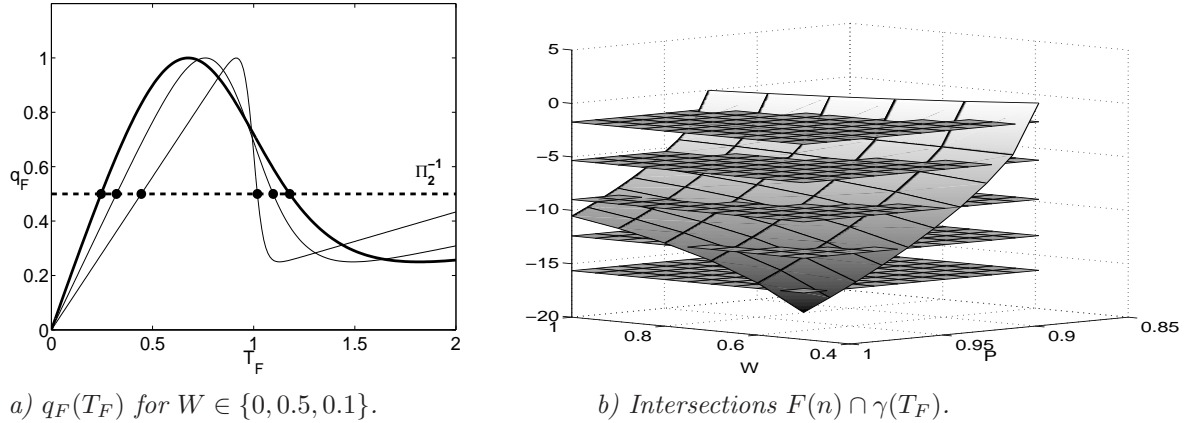 1
0.8
0.6
q_F
0.4
0.2
0
Π_2^{-1}
0 0.5 1 1.5 2
T_F
5
0
−5
−10
−15
−20
1 0.8 0.6 0.4
W
1 0.95 0.9 0.85
P
a) q_F(T_F) for W ∈ {0, 0.5, 0.1}.
b) Intersections F(n) ∩ γ(T_F).